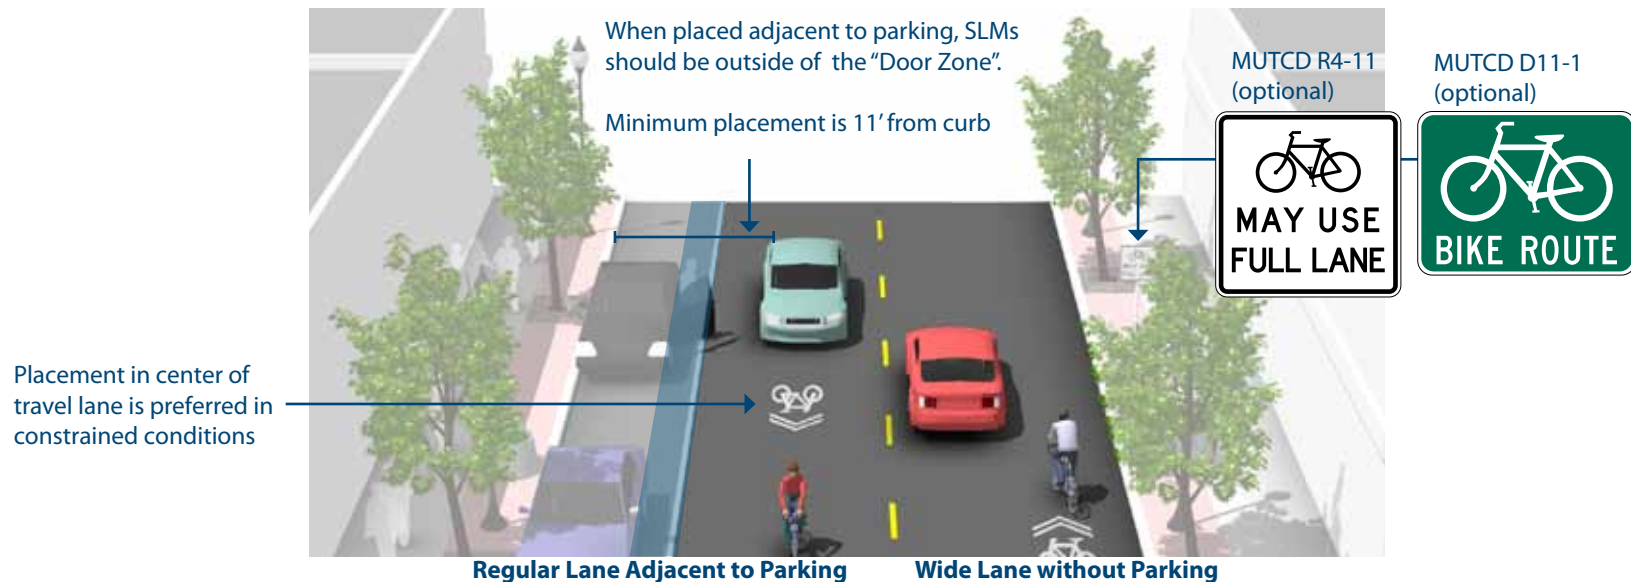 When placed adjacent to parking, SLMs
should be outside of the “Door Zone”.
Minimum placement is 11’ from curb
MUTCD R4-11
(optional)
MUTCD D11-1
(optional)
MAY USE
FULL LANE
BIKE ROUTE
Placement in center of
travel lane is preferred in
constrained conditions
Regular Lane Adjacent to Parking
Wide Lane without Parking